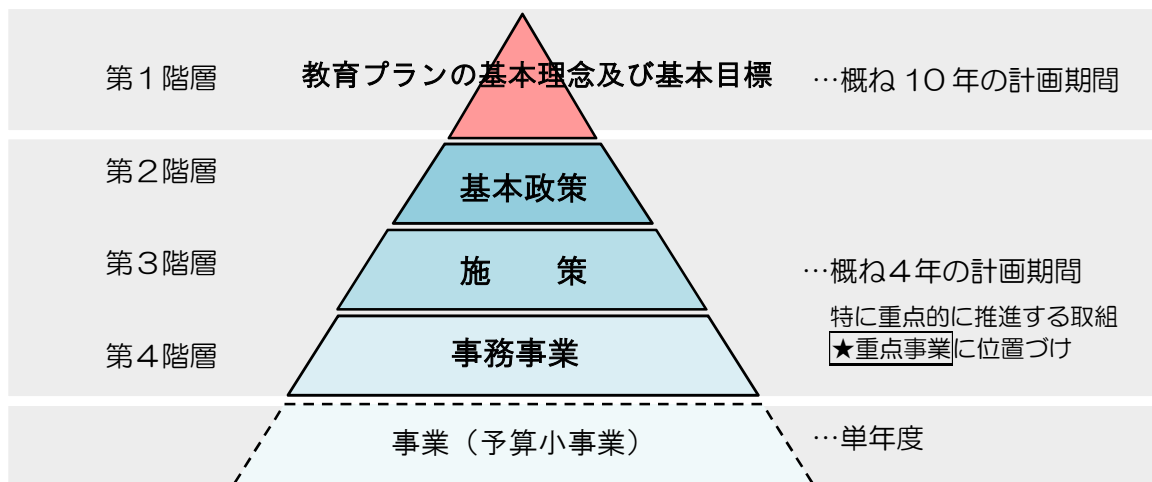 第１階層 教育プランの基本理念及び基本目標 …概ね 10 年の計画期間
第２階層
基本政策
第３階層
施　　策
…概ね４年の計画期間
特に重点的に推進する取組
★重点事業に位置づけ
第４階層
事務事業
事業（予算小事業）
…単年度